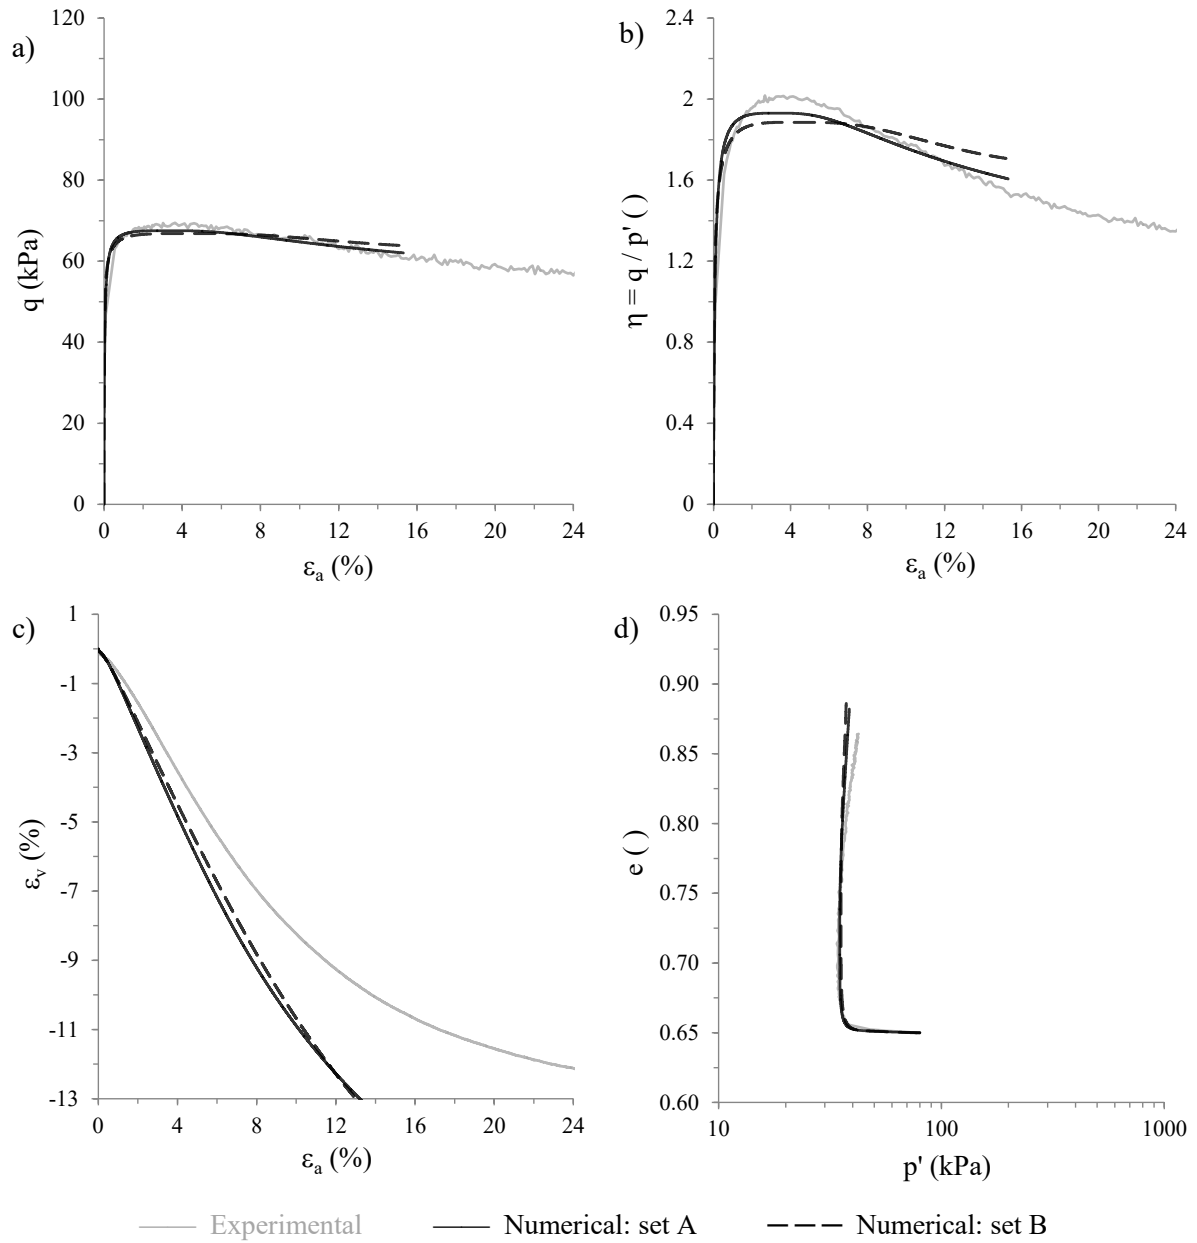 a)
120
100
80
60
40
20
0
q (kPa)
0 4 8 12 16 20 24
εa (%)
b)
2.4
2
1.6
1.2
0.8
0.4
0
η = q / p' ( )
0 4 8 12 16 20 24
εa (%)
c)
1
-1
-3
-5
-7
-9
-11
-13
εv (%)
0 4 8 12 16 20 24
εa (%)
d)
0.95
0.90
0.85
0.80
0.75
0.70
0.65
0.60
e ( )
10 100 1000
p' (kPa)
Experimental Numerical: set A Numerical: set B